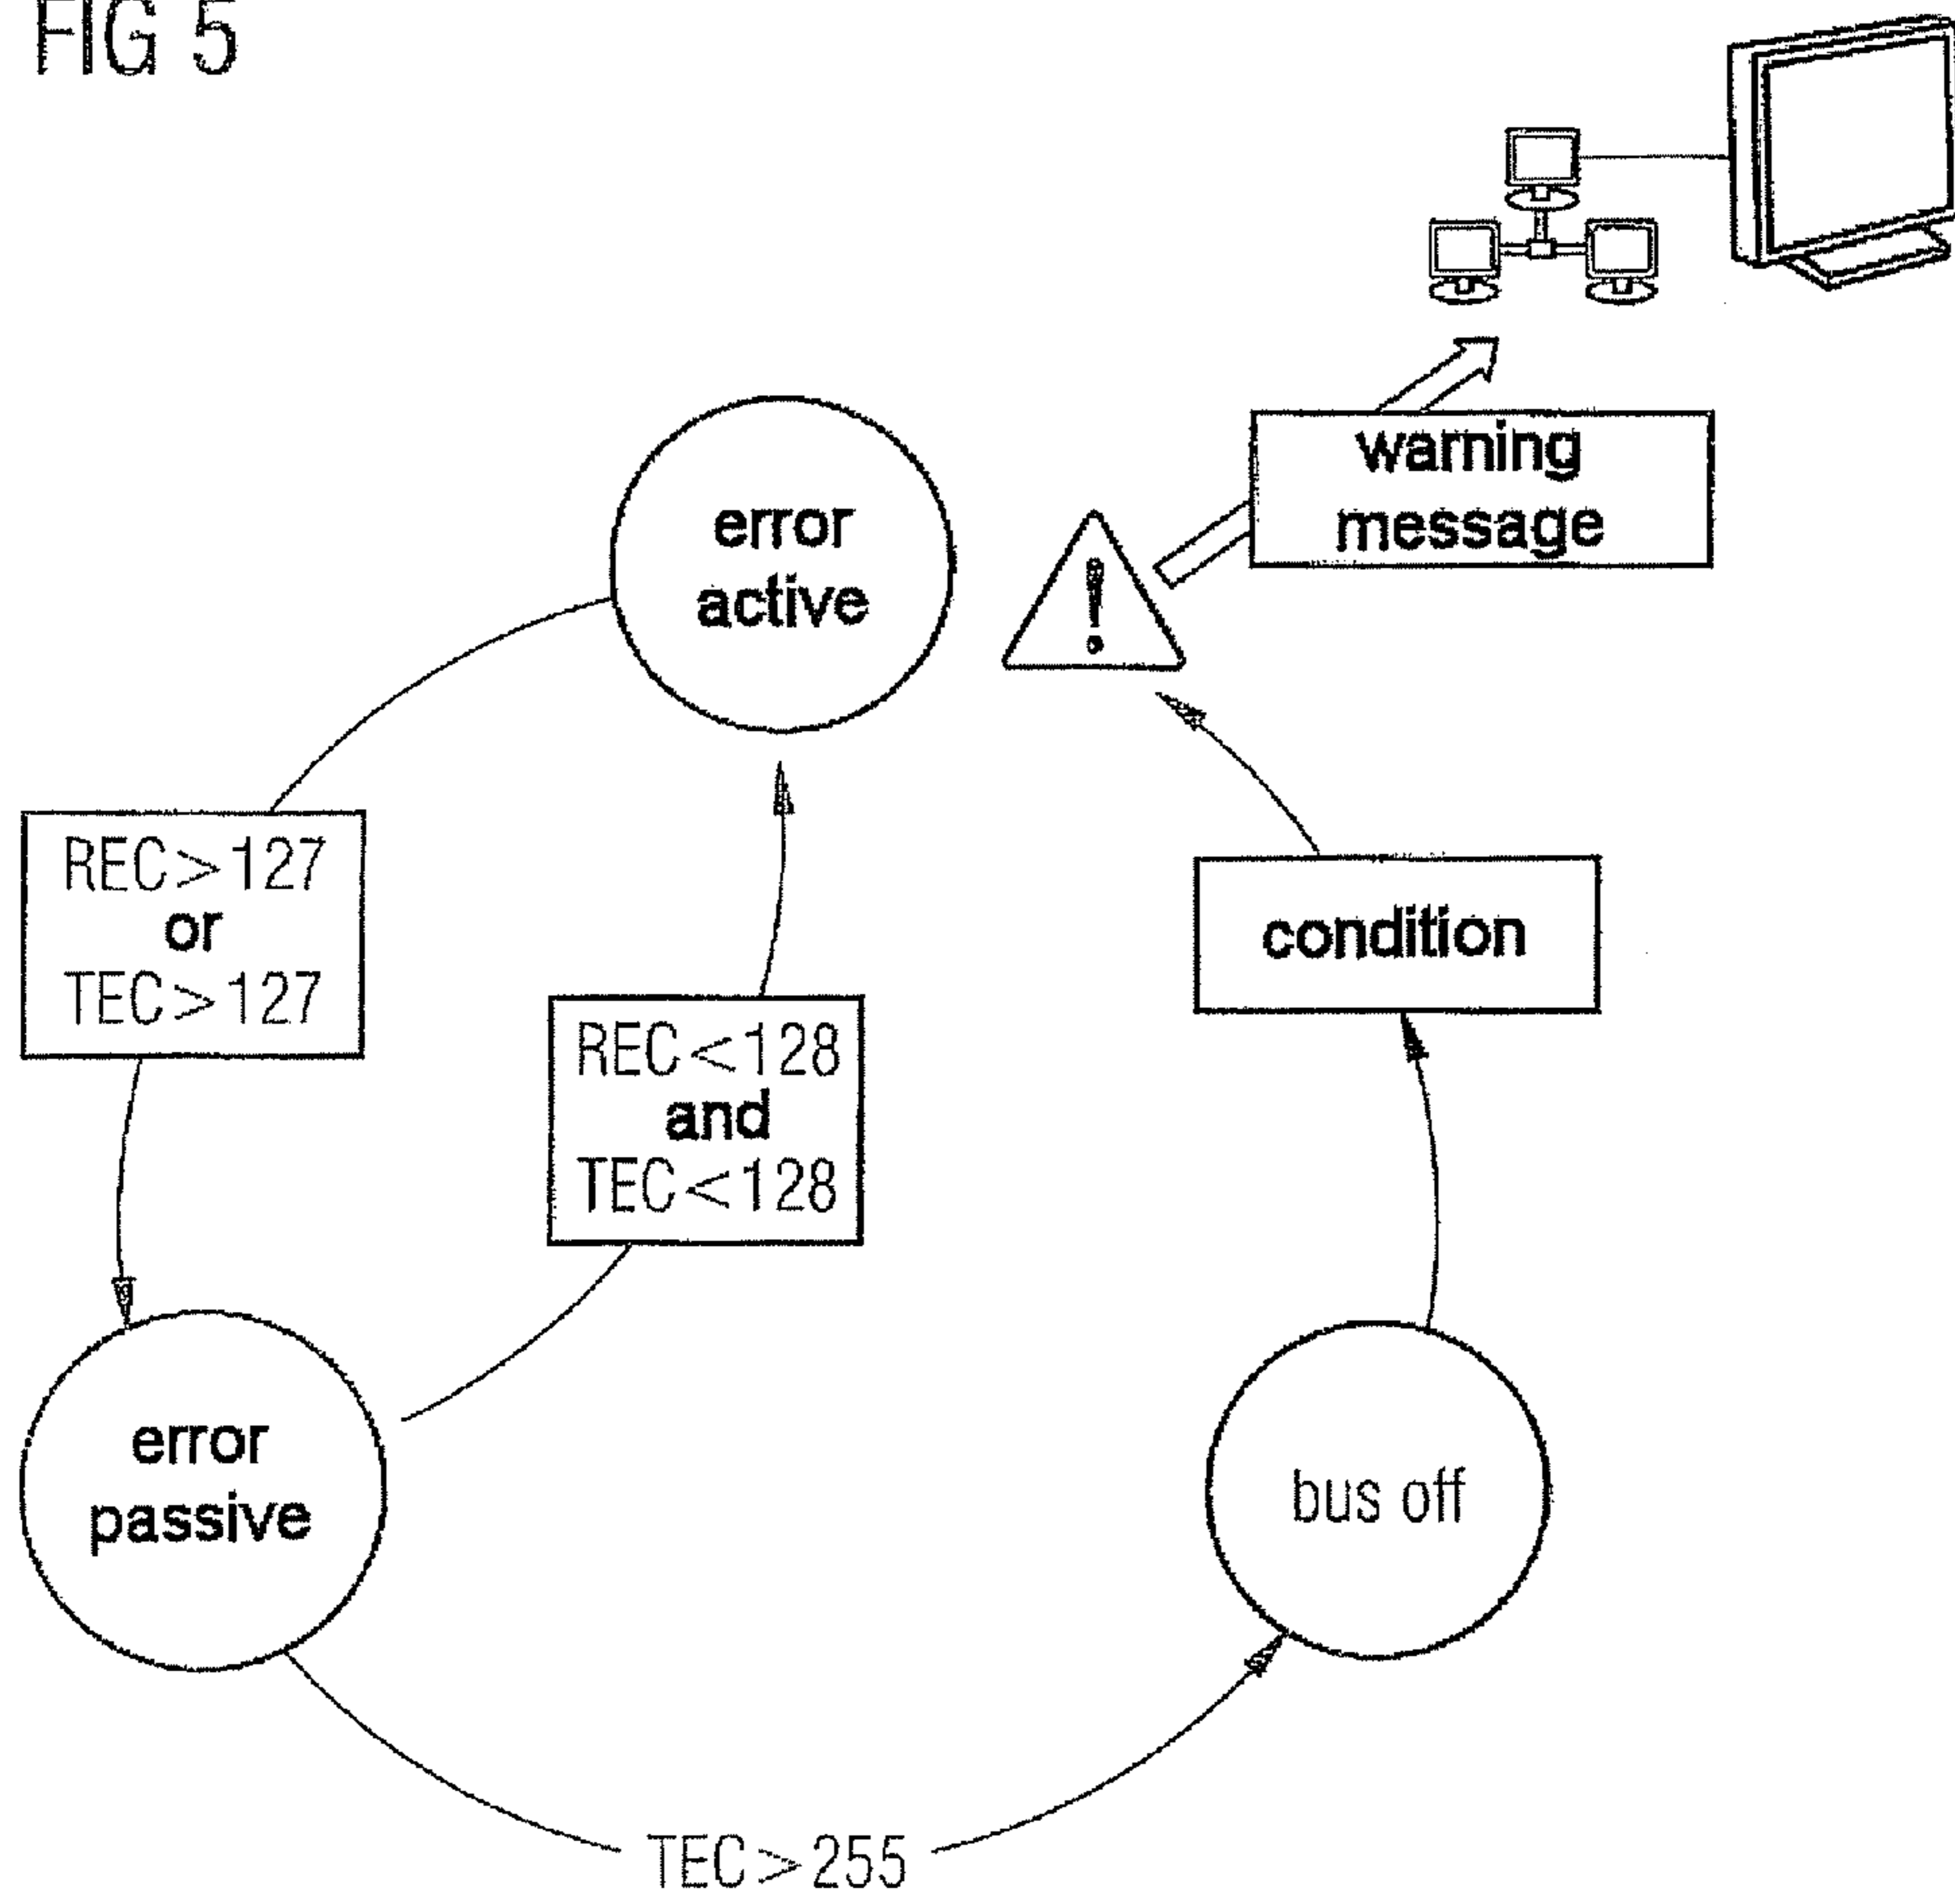 FIG 5
warning
message
error
active
!
REC>127
or
TEC>127
condition
REC<128
and
TEC<128
error
passive
bus off
TEC>255